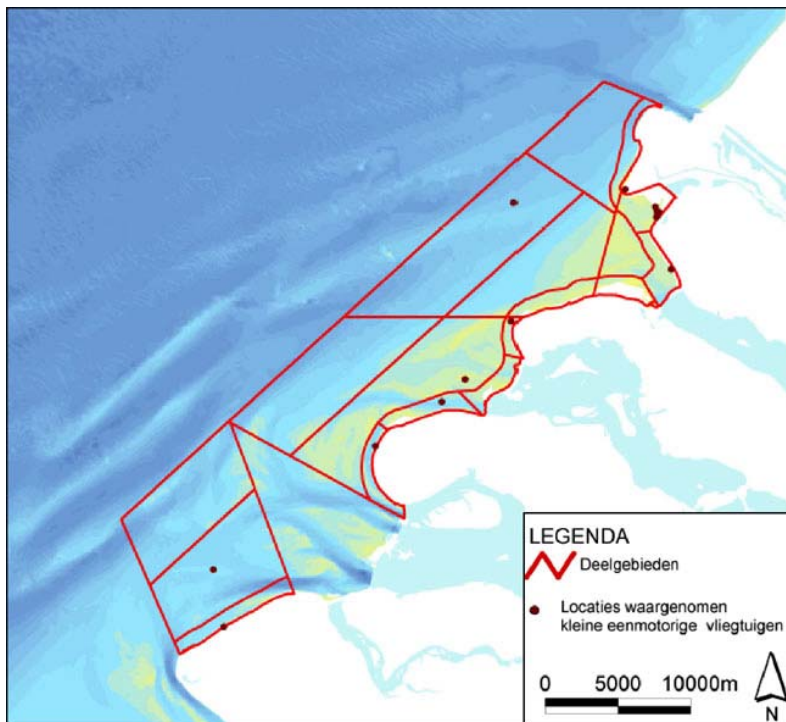 LEGENDA
Deelgebieden
Locaties waargenomen
kleine eenmotorige vliegtuigen
0 5000 10000m
N